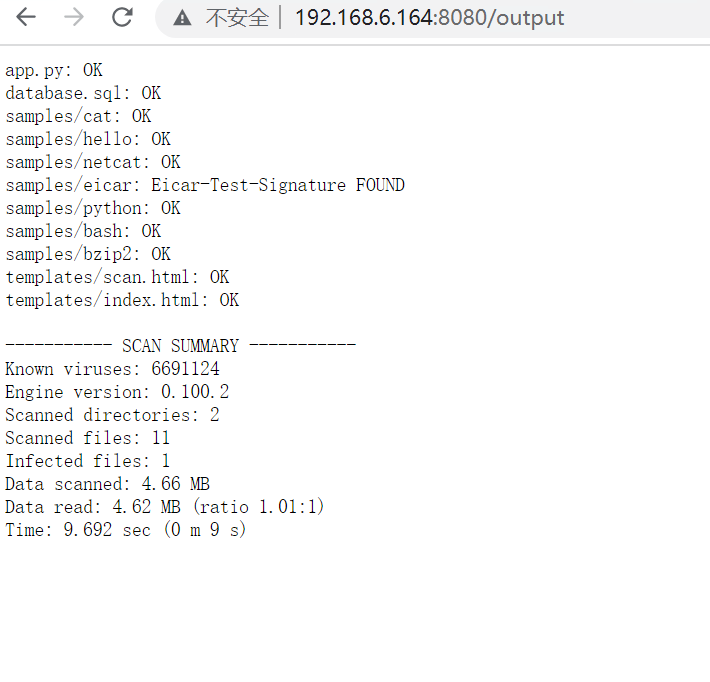 不安全 | 192.168.6.164:8080/output
app.py: OK
database.sql: OK
samples/cat: OK
samples/hello: OK
samples/netcat: OK
samples/eicar: Eicar-Test-Signature FOUND
samples/python: OK
samples/bash: OK
samples/bzip2: OK
templates/scan.html: OK
templates/index.html: OK
----------- SCAN SUMMARY -----------
Known viruses: 6691124
Engine version: 0.100.2
Scanned directories: 2
Scanned files: 11
Infected files: 1
Data scanned: 4.66 MB
Data read: 4.62 MB (ratio 1.01:1)
Time: 9.692 sec (0 m 9 s)